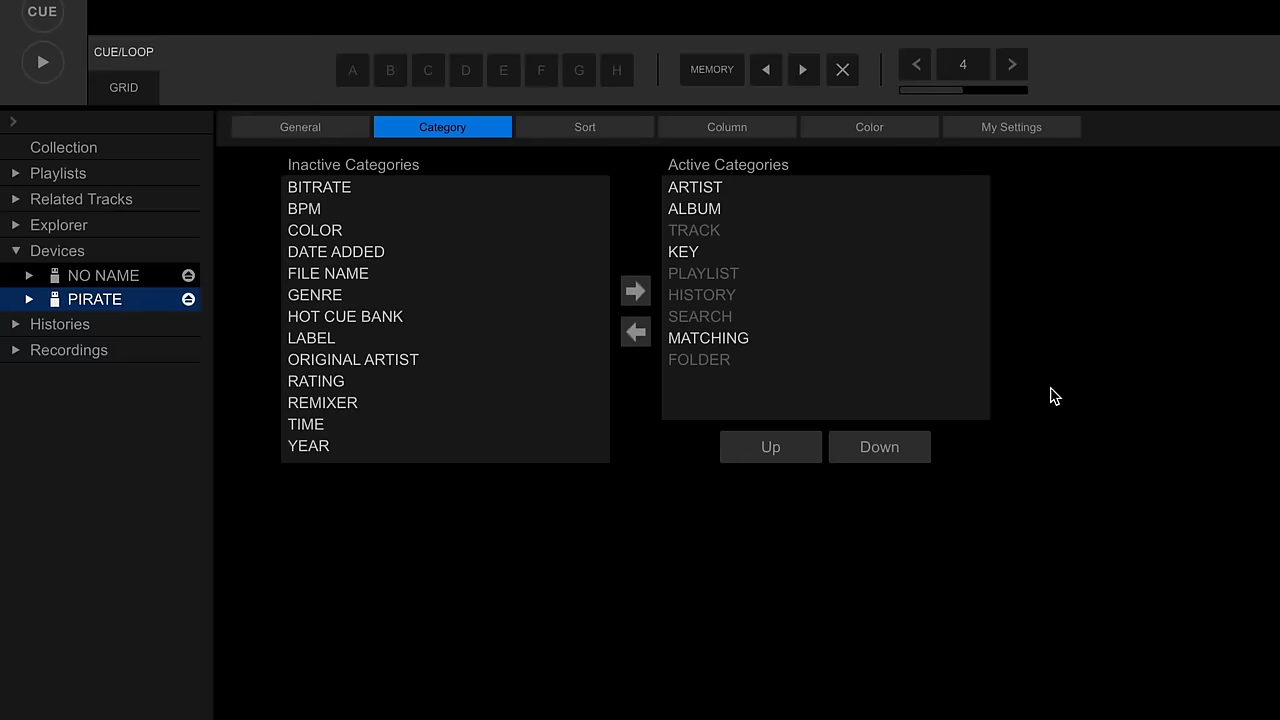 CUE
CUE/LOOP
GRID
A B C D E F G H
MEMORY
4
General Category Sort Column Color My Settings
Collection
Playlists
Related Tracks
Explorer
Devices
NO NAME
PIRATE
Histories
Recordings
Inactive Categories
BITRATE
BPM
COLOR
DATE ADDED
FILE NAME
GENRE
HOT CUE BANK
LABEL
ORIGINAL ARTIST
RATING
REMIXER
TIME
YEAR
Active Categories
ARTIST
ALBUM
TRACK
KEY
PLAYLIST
HISTORY
SEARCH
MATCHING
FOLDER
Up Down